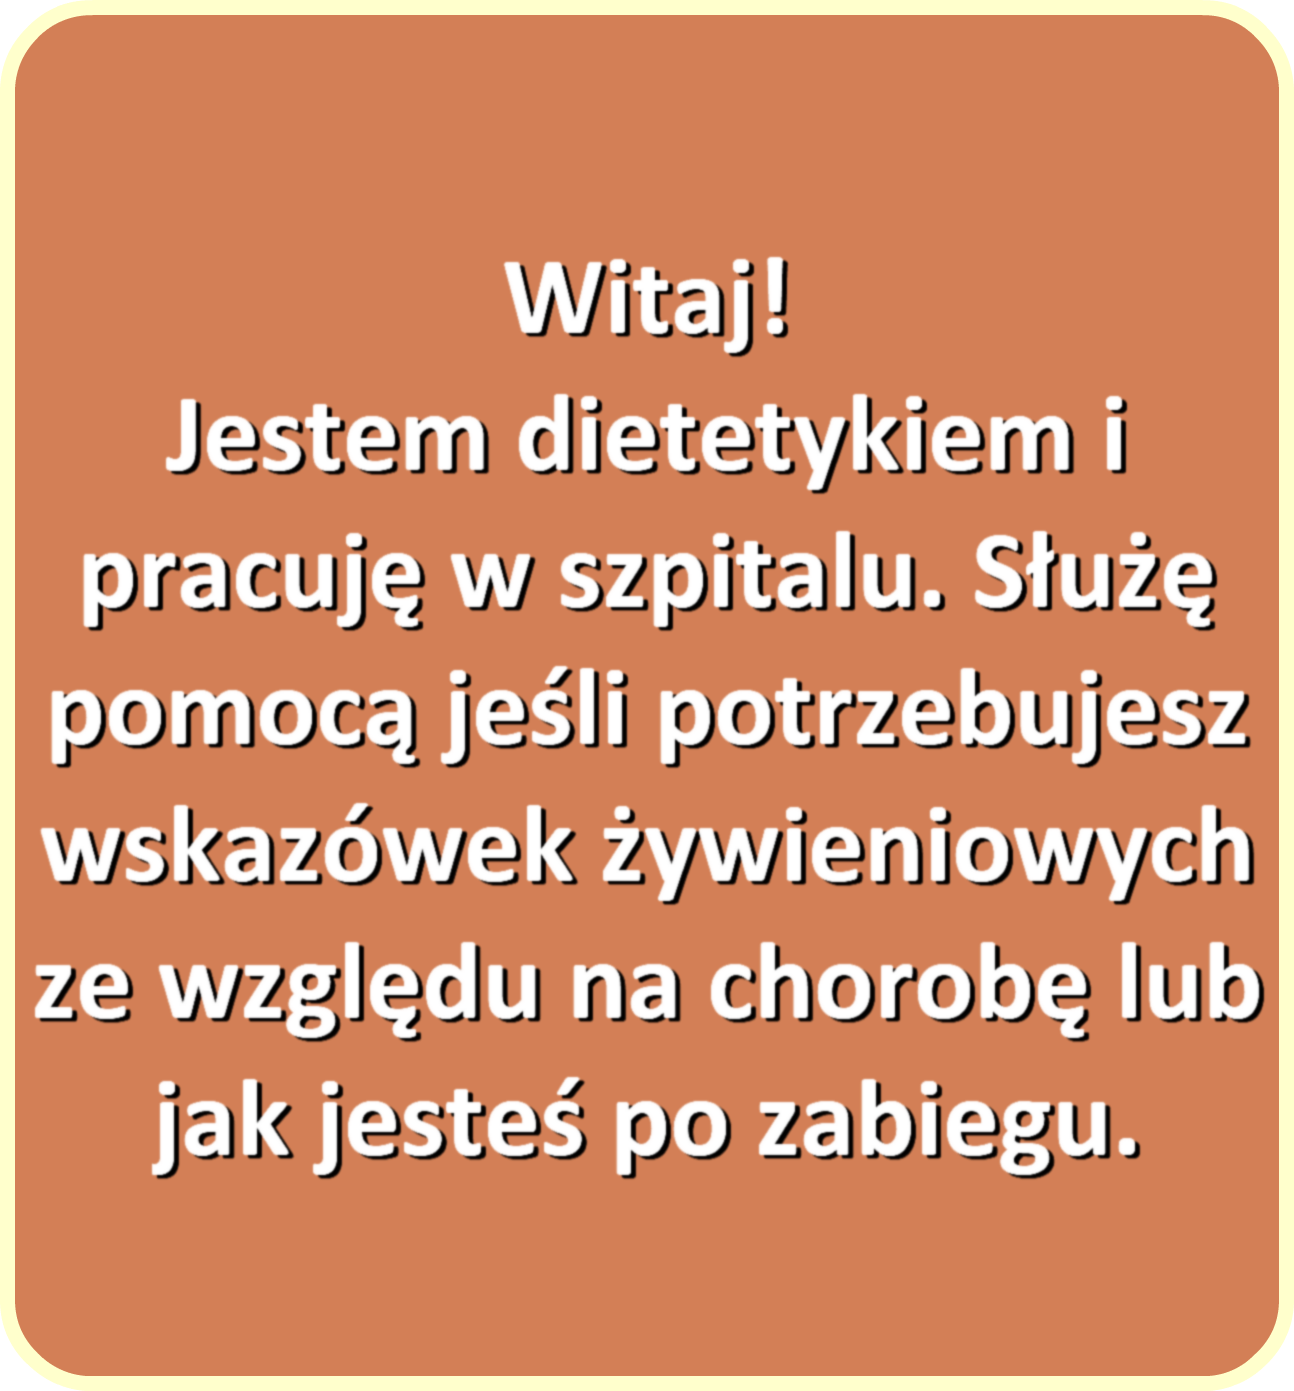 Witaj!
Jestem dietetykiem i
pracuję w szpitalu. Służę
pomocą jeśli potrzebujesz
wskazówek żywieniowych
ze względu na chorobę lub
jak jesteś po zabiegu.